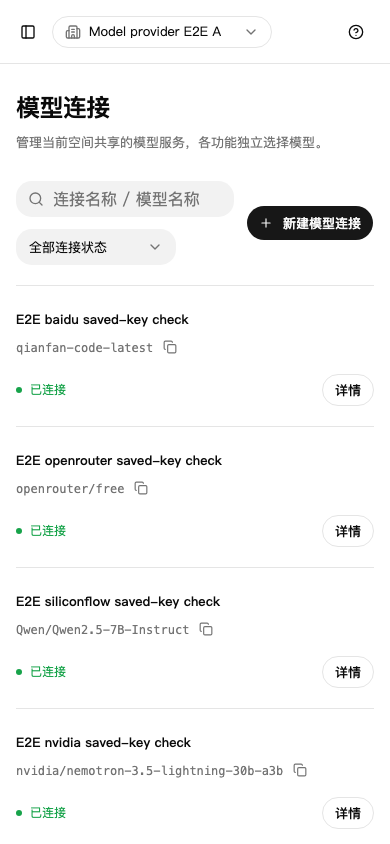 Model provider E2E A
模型连接
管理当前空间共享的模型服务，各功能独立选择模型。
连接名称 / 模型名称
全部连接状态
新建模型连接
E2E baidu saved-key check
qianfan-code-latest
已连接
详情
E2E openrouter saved-key check
openrouter/free
已连接
详情
E2E siliconflow saved-key check
Qwen/Qwen2.5-7B-Instruct
已连接
详情
E2E nvidia saved-key check
nvidia/nemotron-3.5-lightning-30b-a3b
已连接
详情